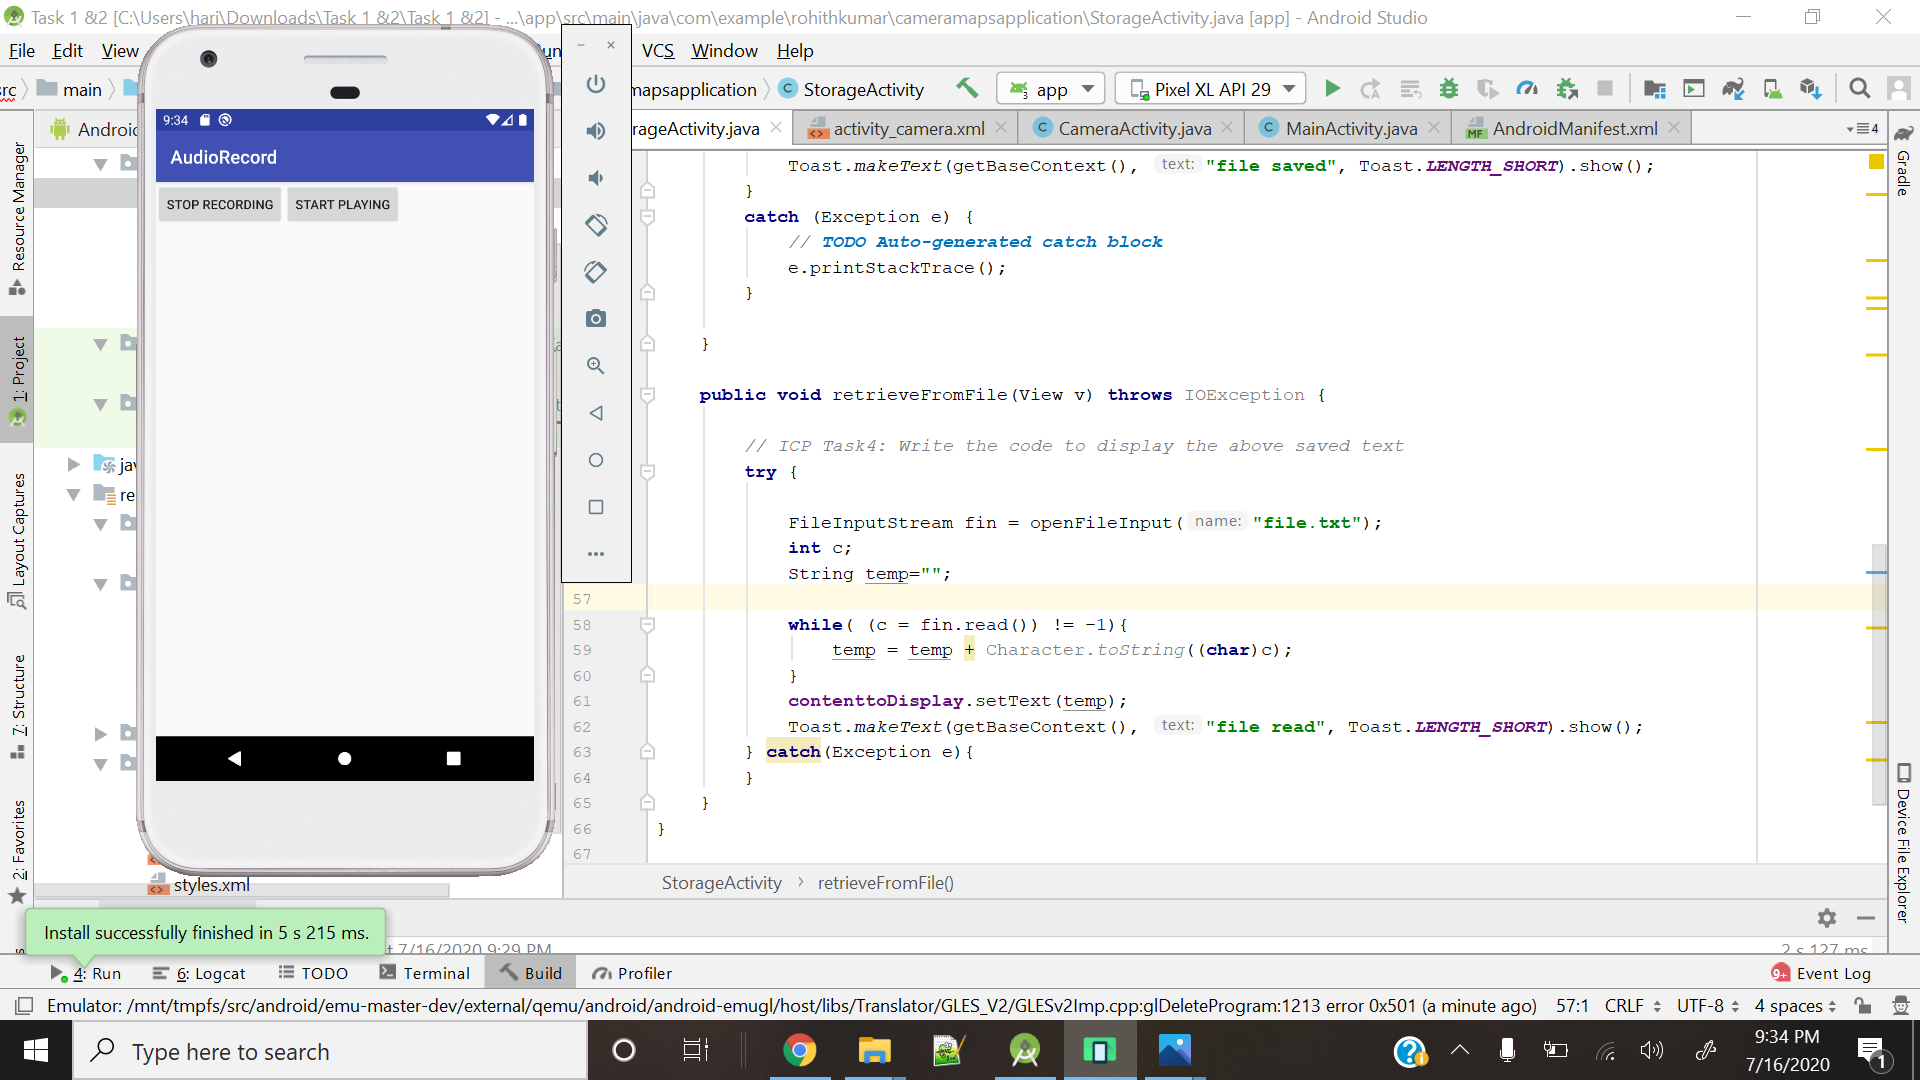 Task 1 &2 [C:\Users\hari\Downloads\Task 1 &2\Task 1 &2] - ...\app\src\main\java\com\example\rohithkumar\cameramapsapplication\StorageActivity.java [app] - Android Studio
File Edit View VCS Window Help
main mapsapplication StorageActivity app Pixel XL API 29
Android rageActivity.java activity_camera.xml CameraActivity.java MainActivity.java AndroidManifest.xml 4
9:34
AudioRecord
STOP RECORDING START PLAYING
Toast.makeText(getBaseContext(), text: "file saved", Toast.LENGTH_SHORT).show();
}
catch (Exception e) {
// TODO Auto-generated catch block
e.printStackTrace();
}
}
public void retrieveFromFile(View v) throws IOException {
// ICP Task4: Write the code to display the above saved text
try {
FileInputStream fin = openFileInput( name: "file.txt");
int c;
String temp="";
57
58 while( (c = fin.read()) != -1){
59 temp = temp + Character.toString((char)c);
60 }
61 contenttoDisplay.setText(temp);
62 Toast.makeText(getBaseContext(), text: "file read", Toast.LENGTH_SHORT).show();
63 } catch(Exception e){
64 }
65 }
66 }
67
StorageActivity retrieveFromFile()
styles.xml
Resource Manager
1: Project
Layout Captures
7: Structure
2: Favorites
Gradle
Device File Explorer
Install successfully finished in 5 s 215 ms.
t 7/16/2020 9:29 PM 2 s 127 ms
4: Run 6: Logcat TODO Terminal Build Profiler 9+ Event Log
Emulator: /mnt/tmpfs/src/android/emu-master-dev/external/qemu/android/android-emugl/host/libs/Translator/GLES_V2/GLESv2Imp.cpp:glDeleteProgram:1213 error 0x501 (a minute ago) 57:1 CRLF UTF-8 4 spaces
Type here to search
9:34 PM
7/16/2020
1